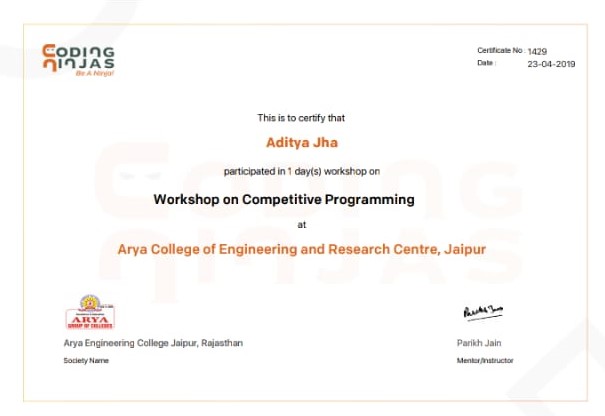 CODING
NINJAS
Be A Ninja!
Certificate No : 1429
Date : 23-04-2019
This is to certify that
Aditya Jha
participated in 1 day(s) workshop on
Workshop on Competitive Programming
at
Arya College of Engineering and Research Centre, Jaipur
CODING
NINJAS
ARYA
GROUP OF COLLEGES
Parikh Jain
Arya Engineering College Jaipur, Rajasthan
Parikh Jain
Society Name
Mentor/Instructor